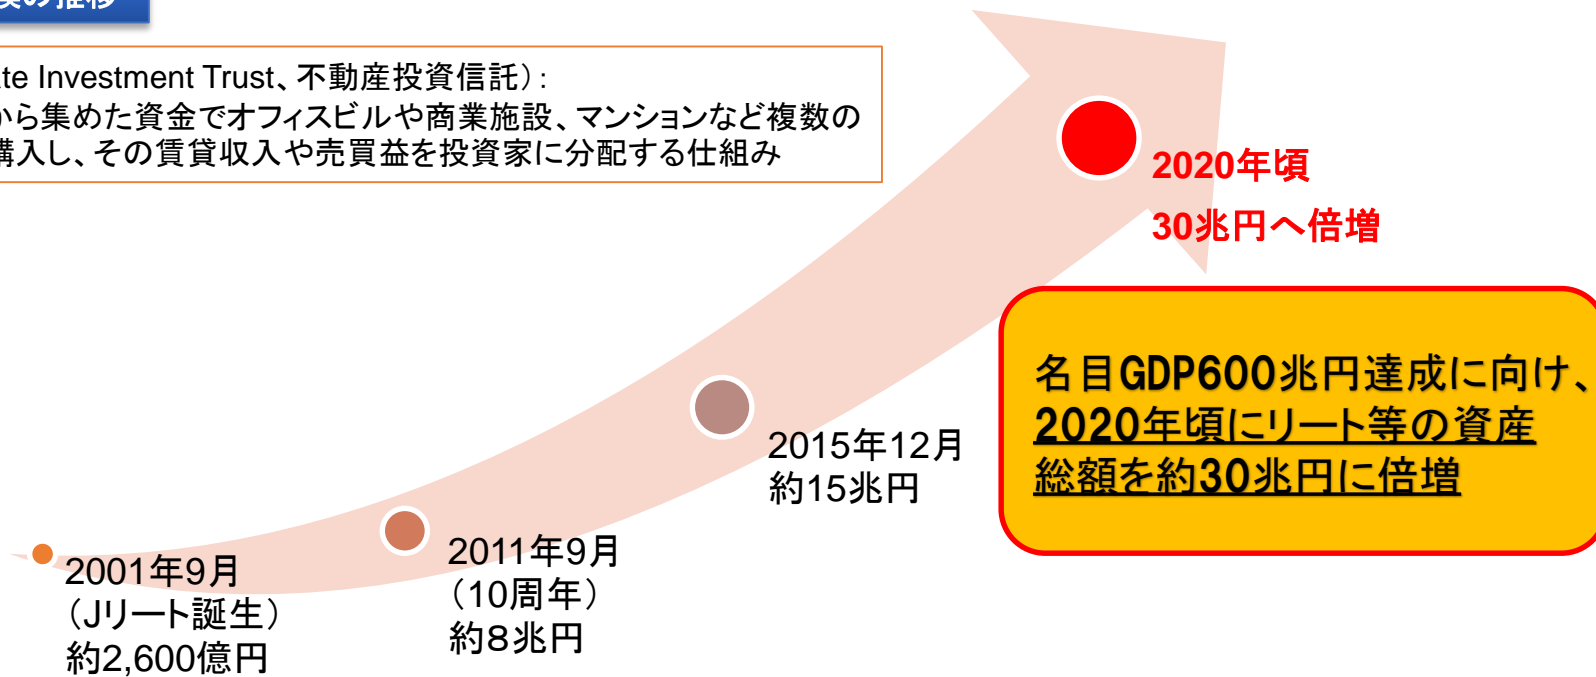 の推移
te Investment Trust、不動産投資信託）：
から集めた資金でオフィスビルや商業施設、マンションなど複数の
購入し、その賃貸収入や売買益を投資家に分配する仕組み
2020年頃
30兆円へ倍増
名目GDP600兆円達成に向け、
2020年頃にリート等の資産
総額を約30兆円に倍増
2015年12月
約15兆円
2011年9月
（10周年）
約８兆円
2001年9月
（Jリート誕生）
約2,600億円